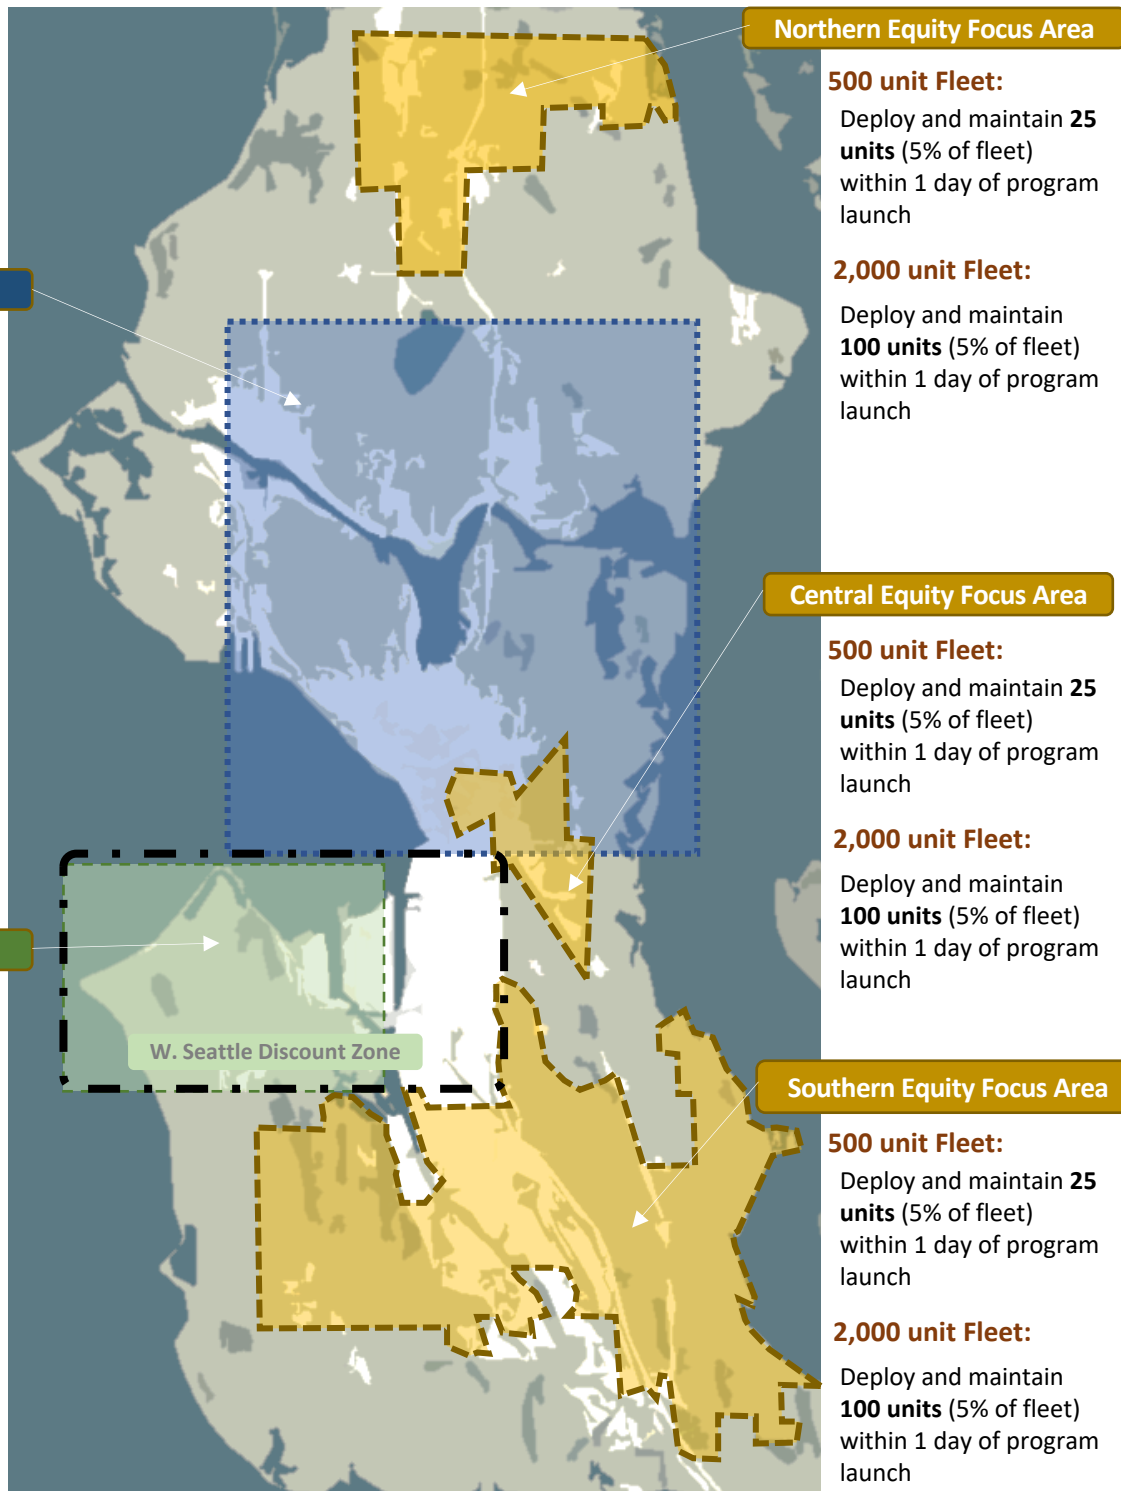 Northern Equity Focus Area
500 unit Fleet:
Deploy and maintain 25
units (5% of fleet)
within 1 day of program
launch
2,000 unit Fleet:
Deploy and maintain
100 units (5% of fleet)
within 1 day of program
launch
Central Equity Focus Area
500 unit Fleet:
Deploy and maintain 25
units (5% of fleet)
within 1 day of program
launch
2,000 unit Fleet:
Deploy and maintain
100 units (5% of fleet)
within 1 day of program
launch
W. Seattle Discount Zone
Southern Equity Focus Area
500 unit Fleet:
Deploy and maintain 25
units (5% of fleet)
within 1 day of program
launch
2,000 unit Fleet:
Deploy and maintain
100 units (5% of fleet)
within 1 day of program
launch